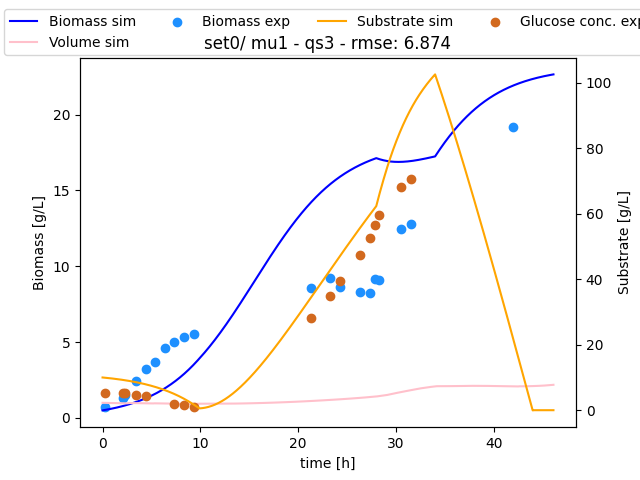 Biomass sim Biomass exp Substrate sim Glucose conc. exp
Volume sim
set0/ mu1 - qs3 - rmse: 6.874
Biomass [g/L]
0
5
10
15
20
Substrate [g/L]
0
20
40
60
80
100
0 10 20 30 40
time [h]